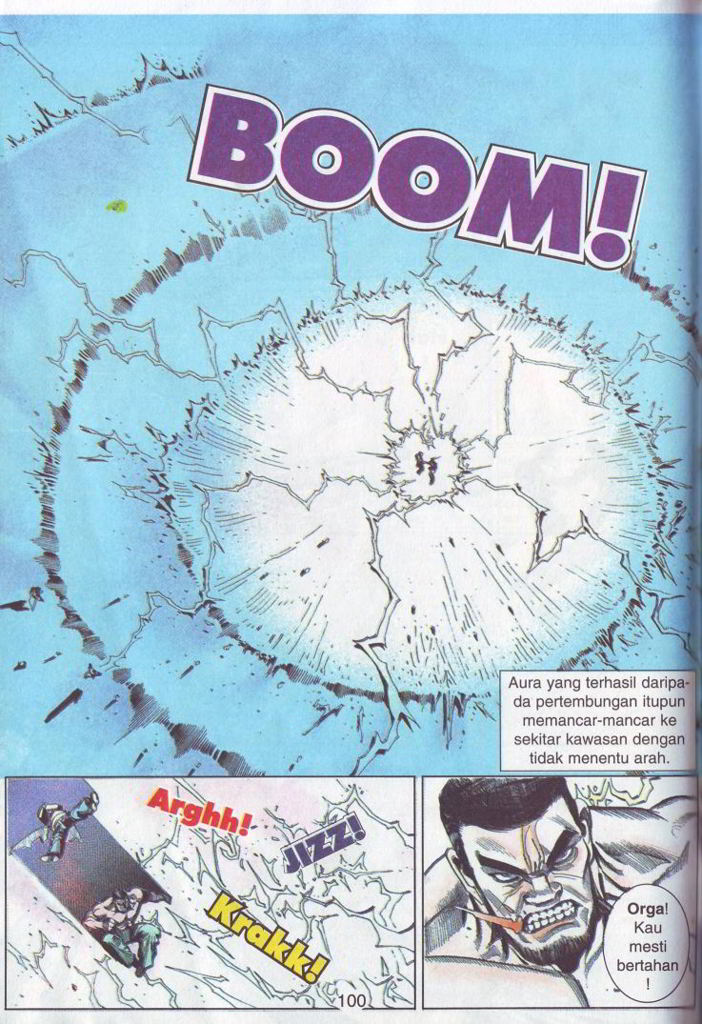 BOOM!
Aura yang terhasil daripa-
da pertembungan itupun
memancar-mancar ke
sekitar kawasan dengan
tidak menentu arah.
Arghh!
JIZZ!
Krakk!
Orga!
Kau
mesti
bertahan
!
100